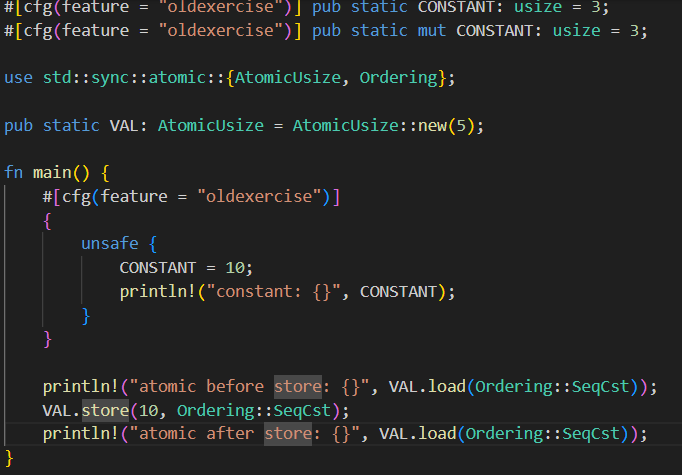 #[cfg(feature = "oldexercise")] pub static CONSTANT: usize = 3;
#[cfg(feature = "oldexercise")] pub static mut CONSTANT: usize = 3;
use std::sync::atomic::{AtomicUsize, Ordering};
pub static VAL: AtomicUsize = AtomicUsize::new(5);
fn main() {
    #[cfg(feature = "oldexercise")]
    {
        unsafe {
            CONSTANT = 10;
            println!("constant: {}", CONSTANT);
        }
    }
    println!("atomic before store: {}", VAL.load(Ordering::SeqCst));
    VAL.store(10, Ordering::SeqCst);
    println!("atomic after store: {}", VAL.load(Ordering::SeqCst));
}